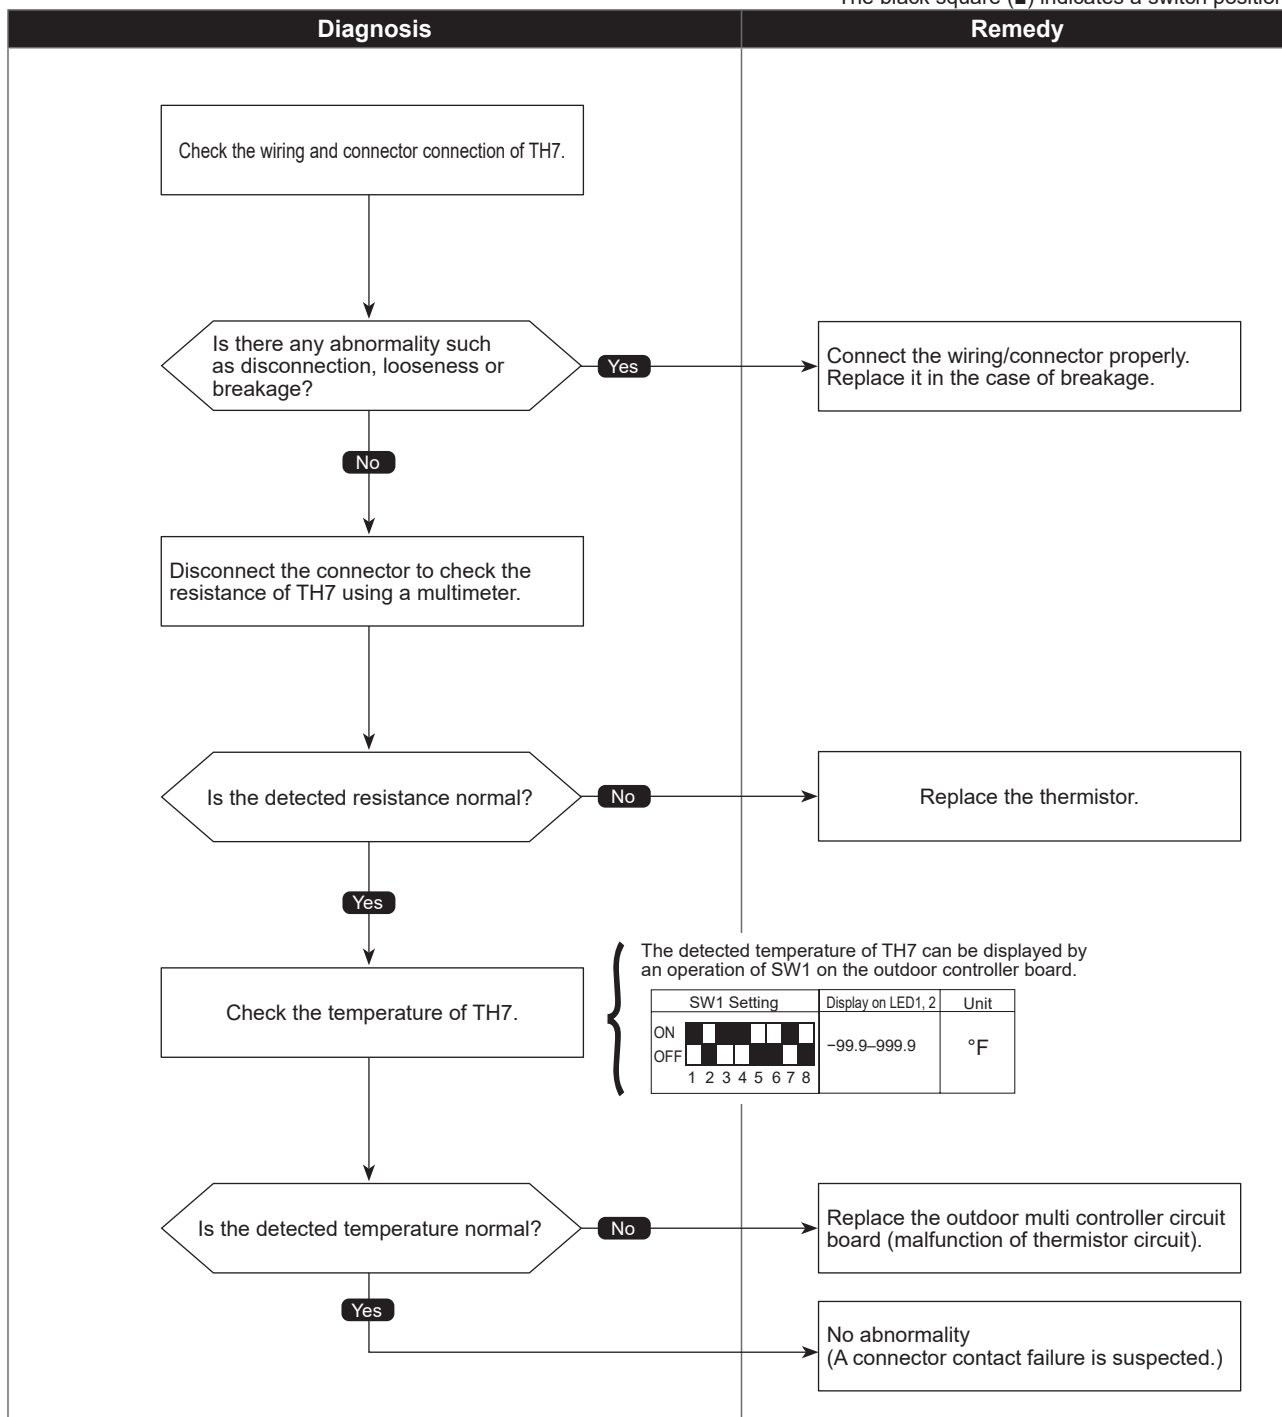 The black square (■) indicates a switch position
Diagnosis
Remedy
Check the wiring and connector connection of TH7.
Is there any abnormality such
as disconnection, looseness or
breakage?
Yes
Connect the wiring/connector properly.
Replace it in the case of breakage.
No
Disconnect the connector to check the
resistance of TH7 using a multimeter.
Is the detected resistance normal?
No
Replace the thermistor.
Yes
The detected temperature of TH7 can be displayed by
an operation of SW1 on the outdoor controller board.
Check the temperature of TH7.
SW1 Setting
Display on LED1, 2
Unit
ON
OFF
1 2 3 4 5 6 7 8
−99.9–999.9
°F
Is the detected temperature normal?
No
Replace the outdoor multi controller circuit
board (malfunction of thermistor circuit).
Yes
No abnormality
(A connector contact failure is suspected.)